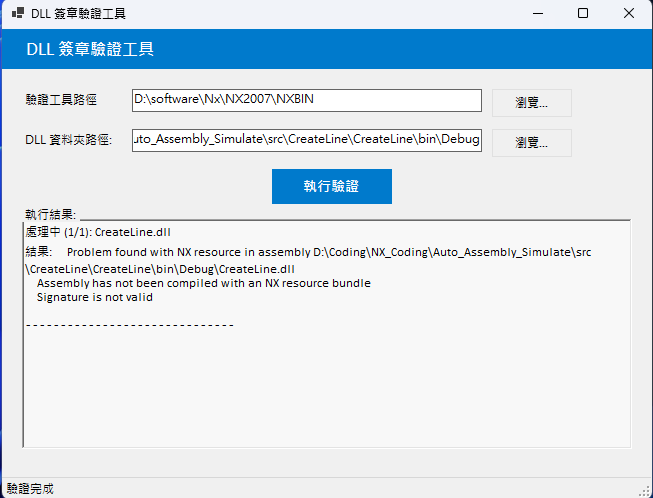 DLL 簽章驗證工具
DLL 簽章驗證工具
驗證工具路徑 D:\software\Nx\NX2007\NXBIN 瀏覽...
DLL 資料夾路徑: uto_Assembly_Simulate\src\CreateLine\CreateLine\bin\Debug 瀏覽...
執行驗證
執行結果:
處理中 (1/1): CreateLine.dll
結果: Problem found with NX resource in assembly D:\Coding\NX_Coding\Auto_Assembly_Simulate\src
\CreateLine\CreateLine\bin\Debug\CreateLine.dll
Assembly has not been compiled with an NX resource bundle
Signature is not valid
------------------------------
驗證完成